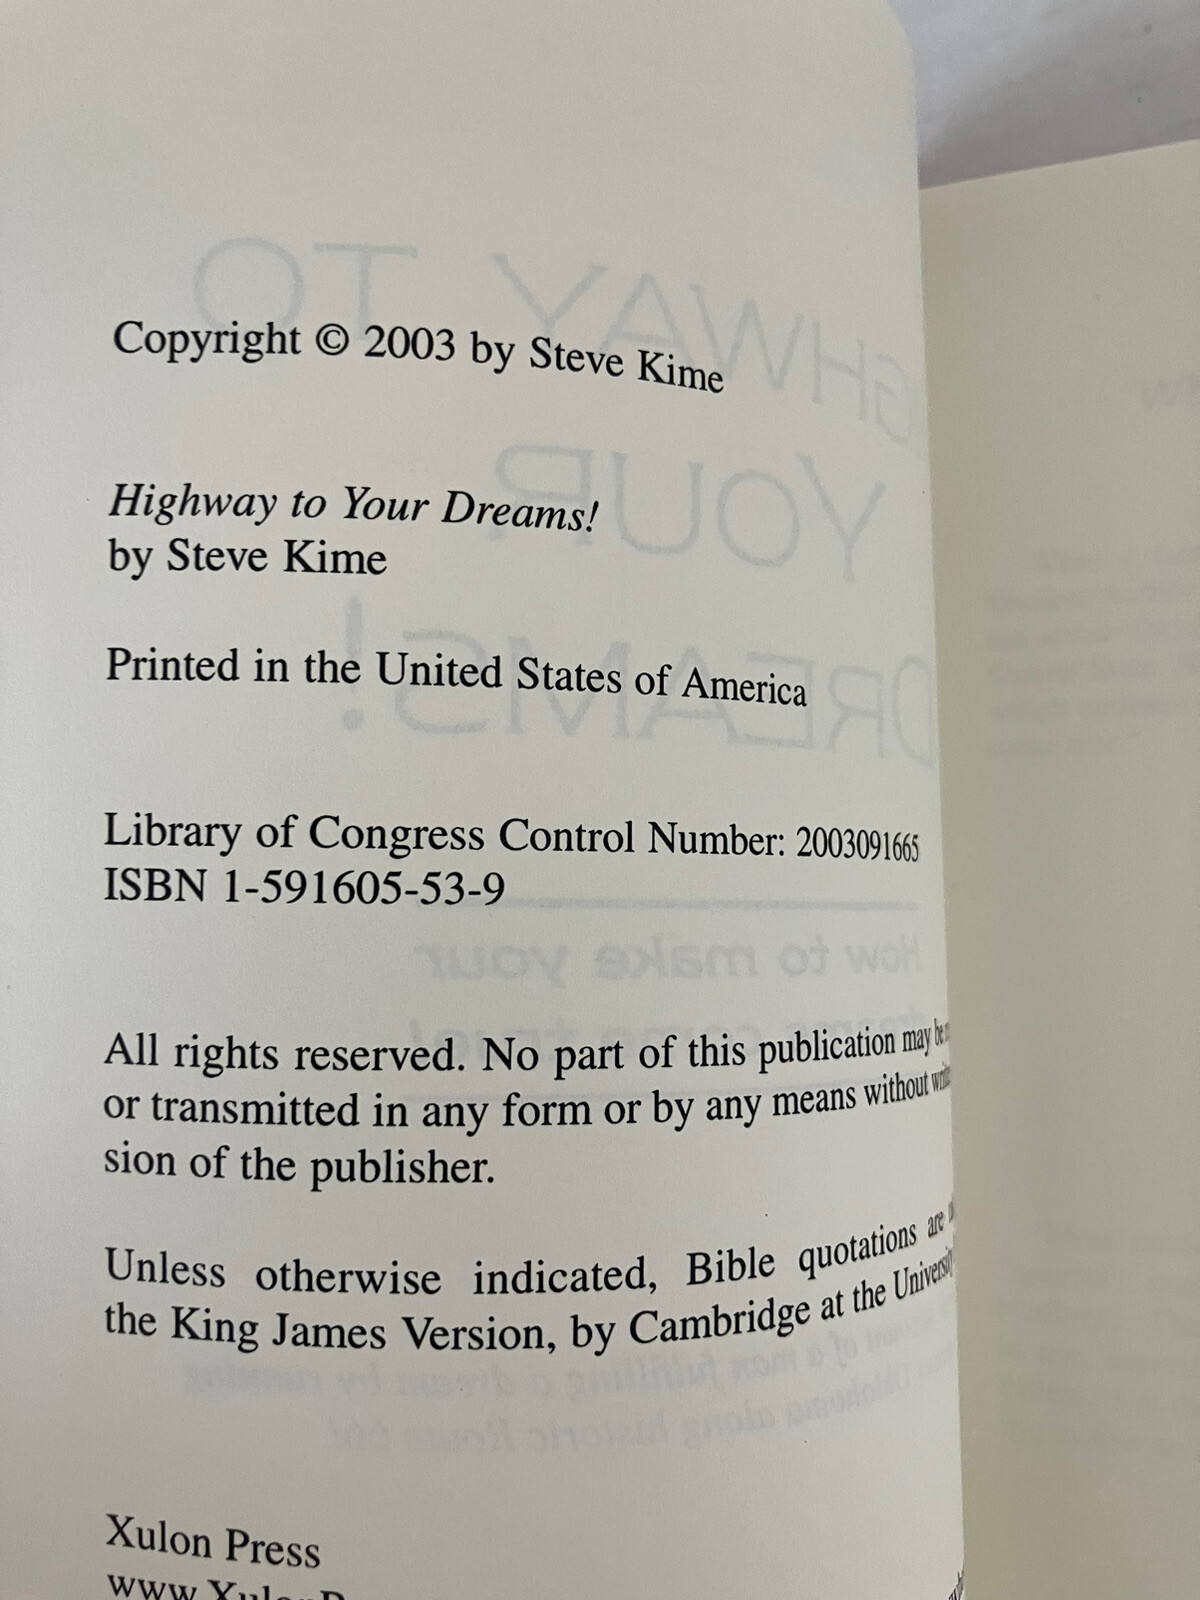 Copyright © 2003 by Steve Kime
Highway to Your Dreams!
by Steve Kime
Printed in the United States of America
Library of Congress Control Number: 2003091665
ISBN 1-591605-53-9
All rights reserved. No part of this publication may be
or transmitted in any form or by any means without
sion of the publisher.
Unless otherwise indicated, Bible quotations are
the King James Version, by Cambridge at the
Xulon Press